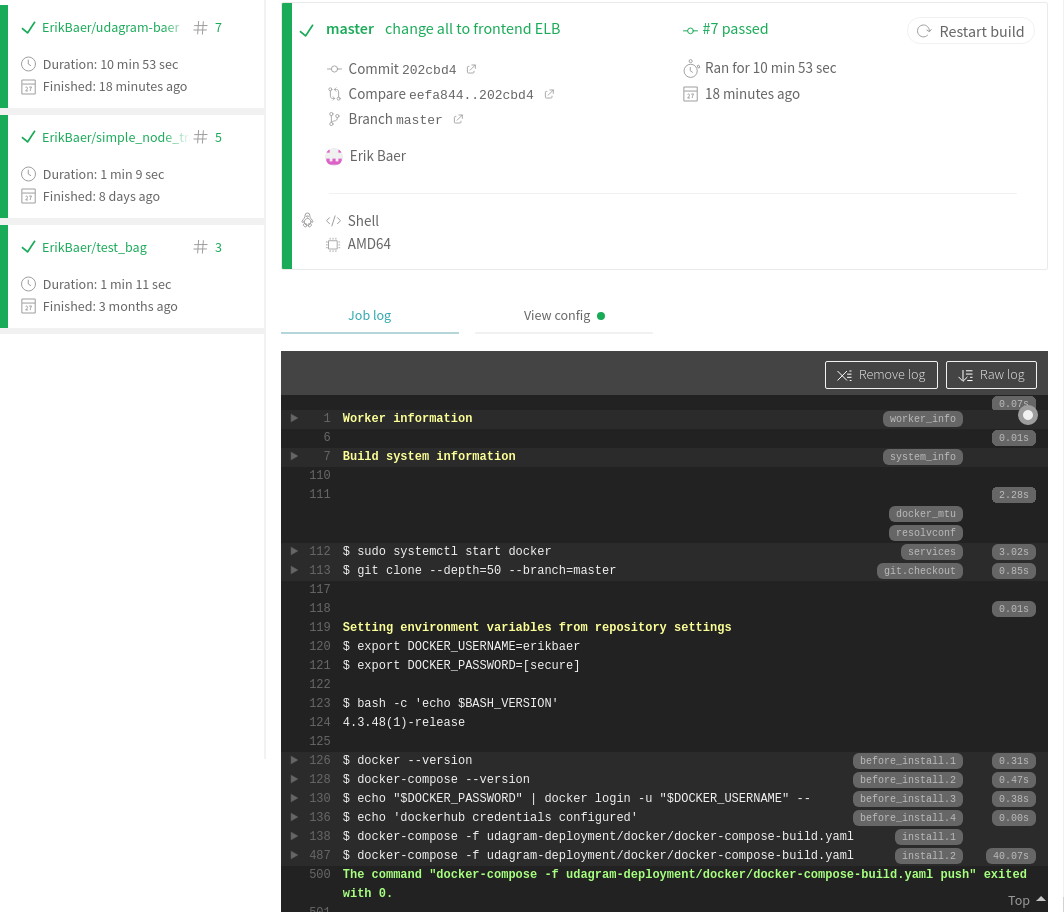 ErikBaer/udagram-baer # 7
Duration: 10 min 53 sec
Finished: 18 minutes ago
ErikBaer/simple_node_tr # 5
Duration: 1 min 9 sec
Finished: 8 days ago
ErikBaer/test_bag # 3
Duration: 1 min 11 sec
Finished: 3 months ago
master change all to frontend ELB
Commit 202cbd4
Compare eefa844..202cbd4
Branch master
Erik Baer
#7 passed
Ran for 10 min 53 sec
18 minutes ago
Restart build
Shell
AMD64
Job log View config
Remove log Raw log
0.07s
1 Worker information worker_info
6 0.01s
7 Build system information system_info
110
111 2.28s
docker_mtu
resolvconf
112 $ sudo systemctl start docker services 3.02s
113 $ git clone --depth=50 --branch=master git.checkout 0.85s
117
118 0.01s
119 Setting environment variables from repository settings
120 $ export DOCKER_USERNAME=erikbaer
121 $ export DOCKER_PASSWORD=[secure]
122
123 $ bash -c 'echo $BASH_VERSION'
124 4.3.48(1)-release
125
126 $ docker --version before_install.1 0.31s
128 $ docker-compose --version before_install.2 0.47s
130 $ echo "$DOCKER_PASSWORD" | docker login -u "$DOCKER_USERNAME" -- before_install.3 0.38s
136 $ echo 'dockerhub credentials configured' before_install.4 0.00s
138 $ docker-compose -f udagram-deployment/docker/docker-compose-build.yaml install.1
487 $ docker-compose -f udagram-deployment/docker/docker-compose-build.yaml install.2 40.07s
500 The command "docker-compose -f udagram-deployment/docker/docker-compose-build.yaml push" exited
with 0.
Top
501